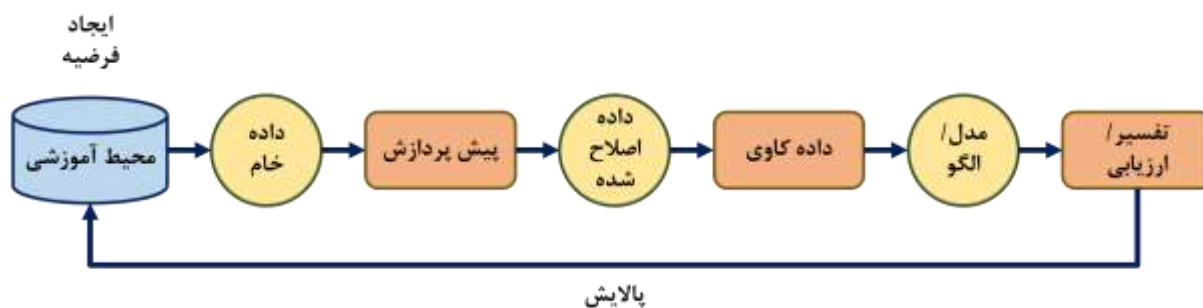 ایجاد
فرضیه
محیط آموزشی
داده
خام
پیش پردازش
داده
اصلاح
شده
داده کاوی
مدل/
الگو
تفسیر/
ارزیابی
پالایش